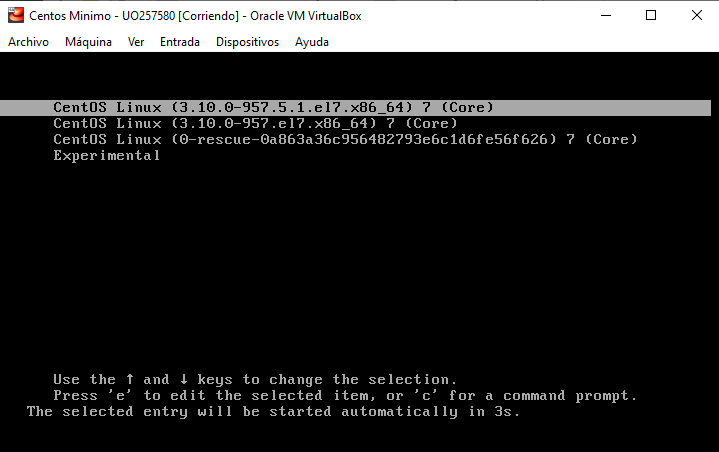 Centos Minimo - UO257580 [Corriendo] - Oracle VM VirtualBox
Archivo Máquina Ver Entrada Dispositivos Ayuda
CentOS Linux (3.10.0-957.5.1.el7.x86_64) 7 (Core)
CentOS Linux (3.10.0-957.el7.x86_64) 7 (Core)
CentOS Linux (0-rescue-0a863a36c956482793e6c1d6fe56f626) 7 (Core)
Experimental
Use the ↑ and ↓ keys to change the selection.
Press 'e' to edit the selected item, or 'c' for a command prompt.
The selected entry will be started automatically in 3s.